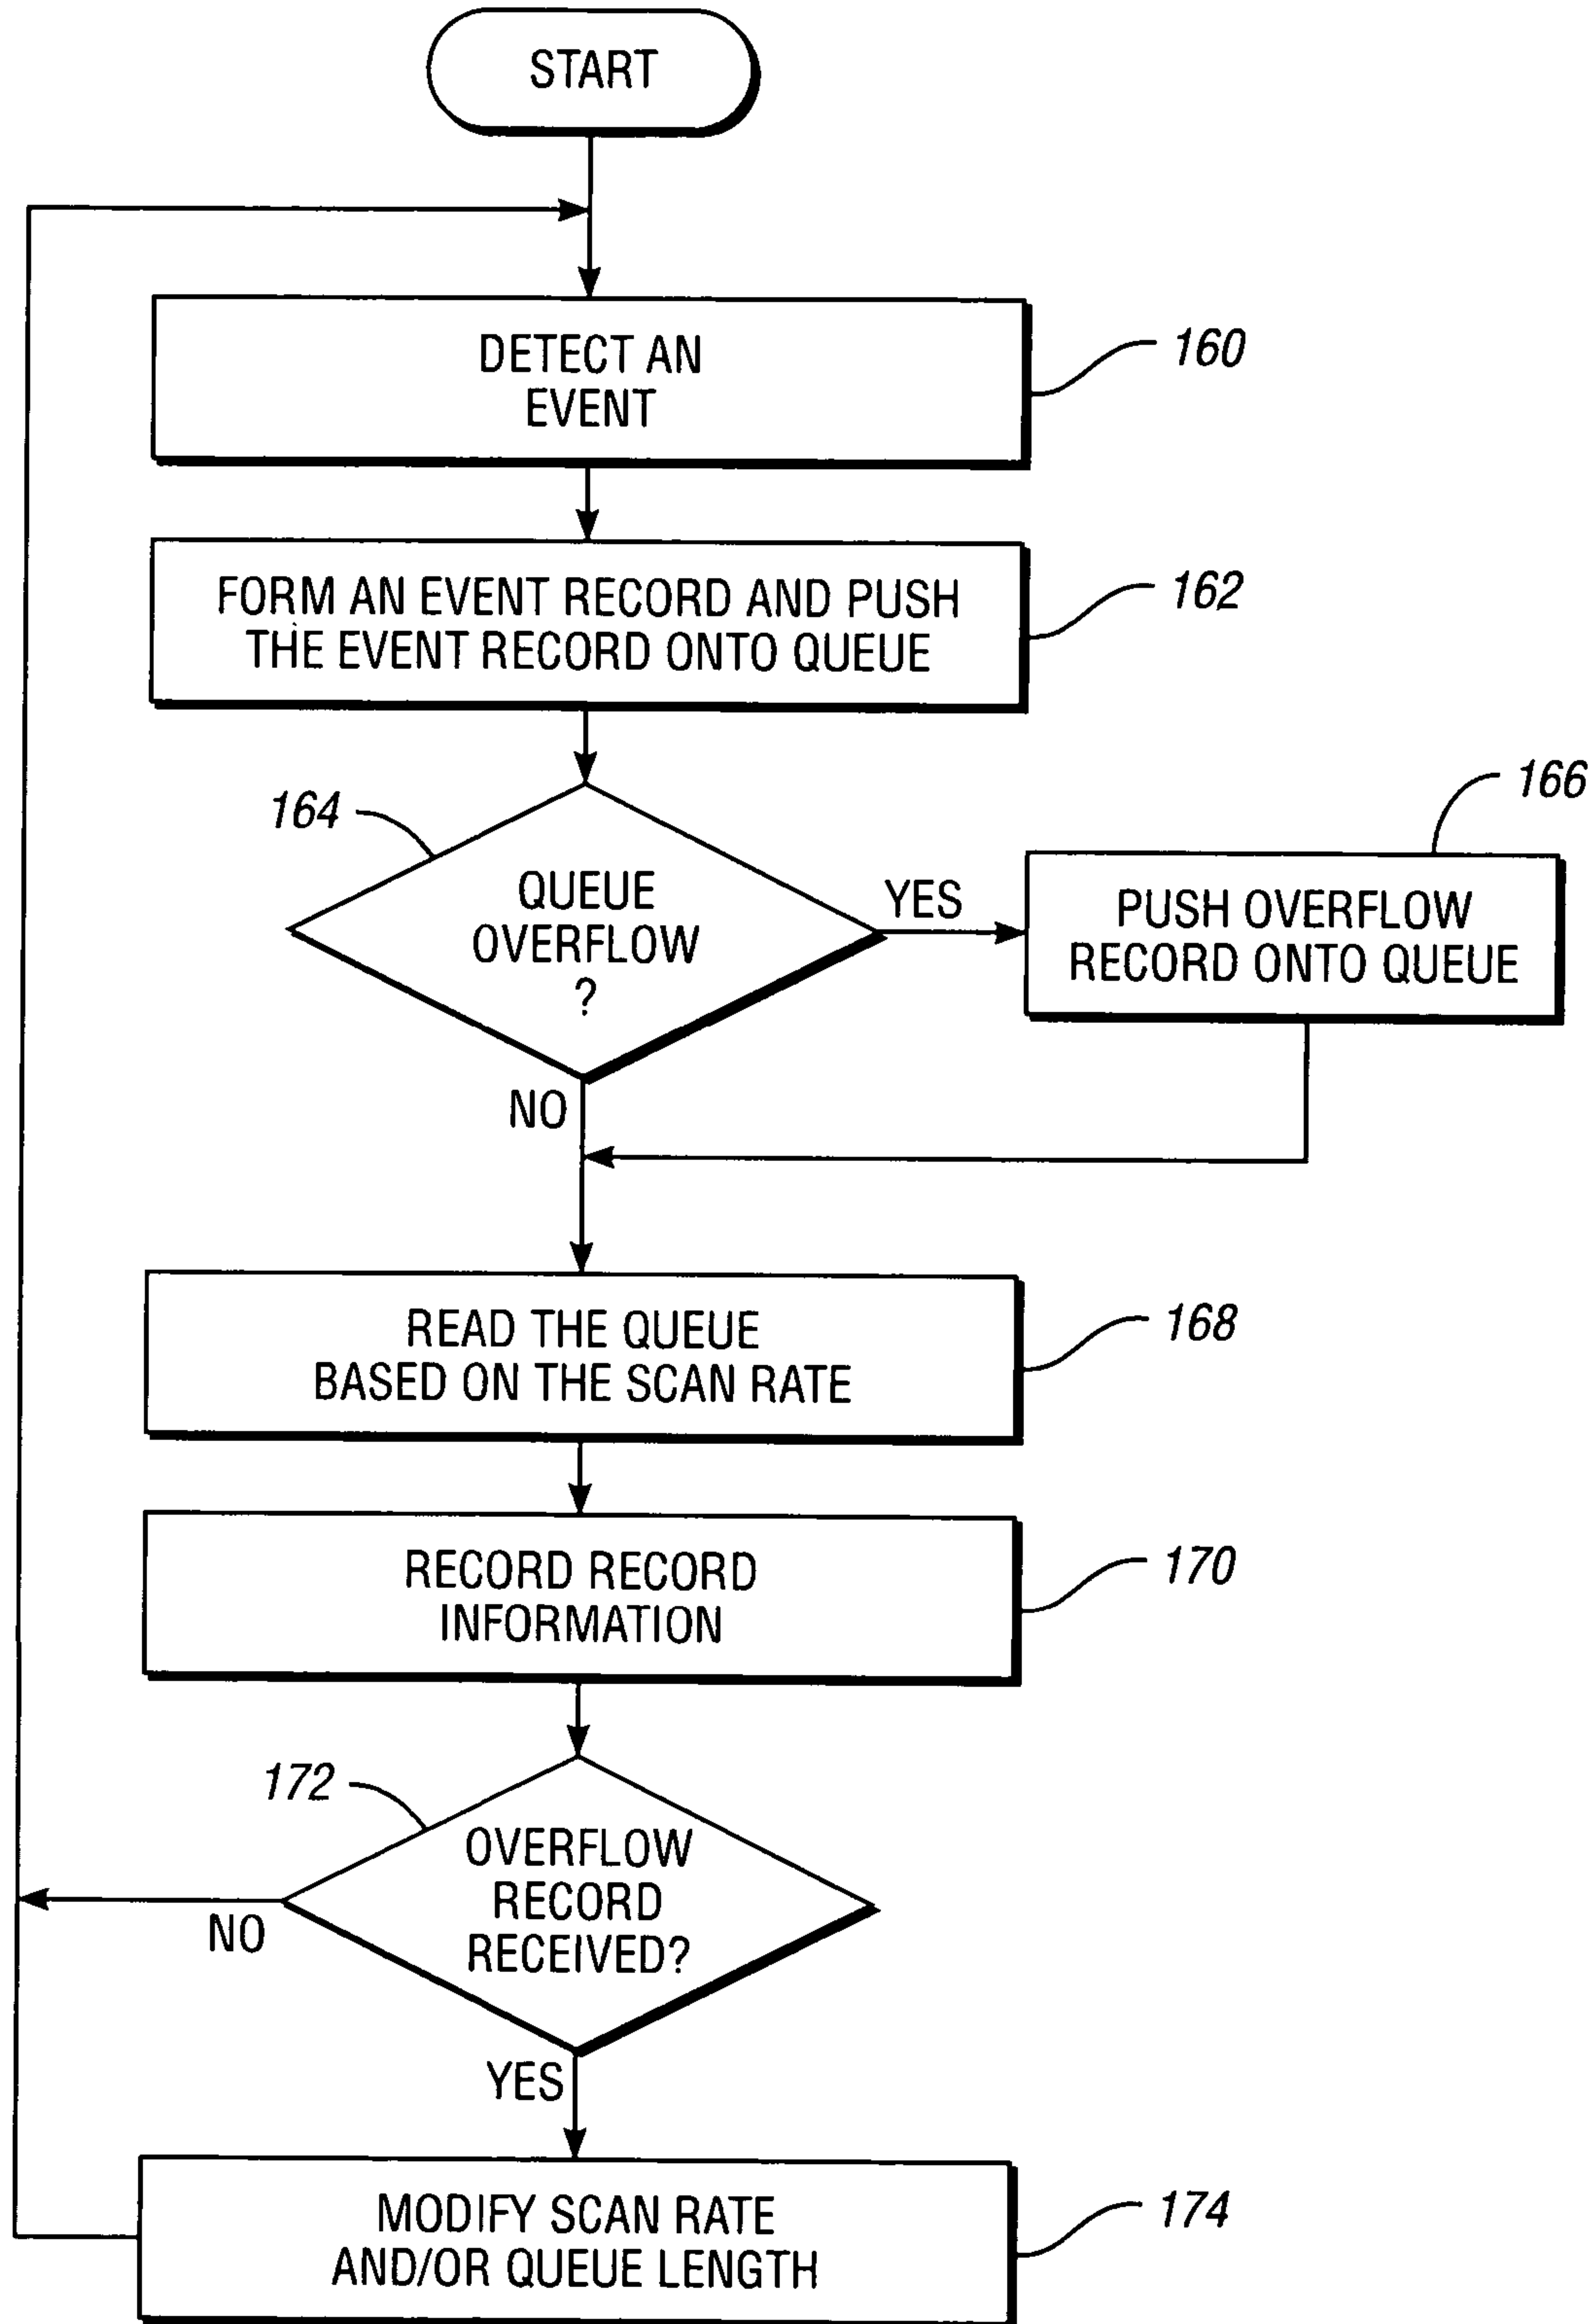 START
DETECT AN
EVENT
160
FORM AN EVENT RECORD AND PUSH
THE EVENT RECORD ONTO QUEUE
162
164
QUEUE
OVERFLOW
?
YES
166
PUSH OVERFLOW
RECORD ONTO QUEUE
NO
READ THE QUEUE
BASED ON THE SCAN RATE
168
RECORD RECORD
INFORMATION
170
172
OVERFLOW
RECORD
RECEIVED?
NO
YES
MODIFY SCAN RATE
AND/OR QUEUE LENGTH
174